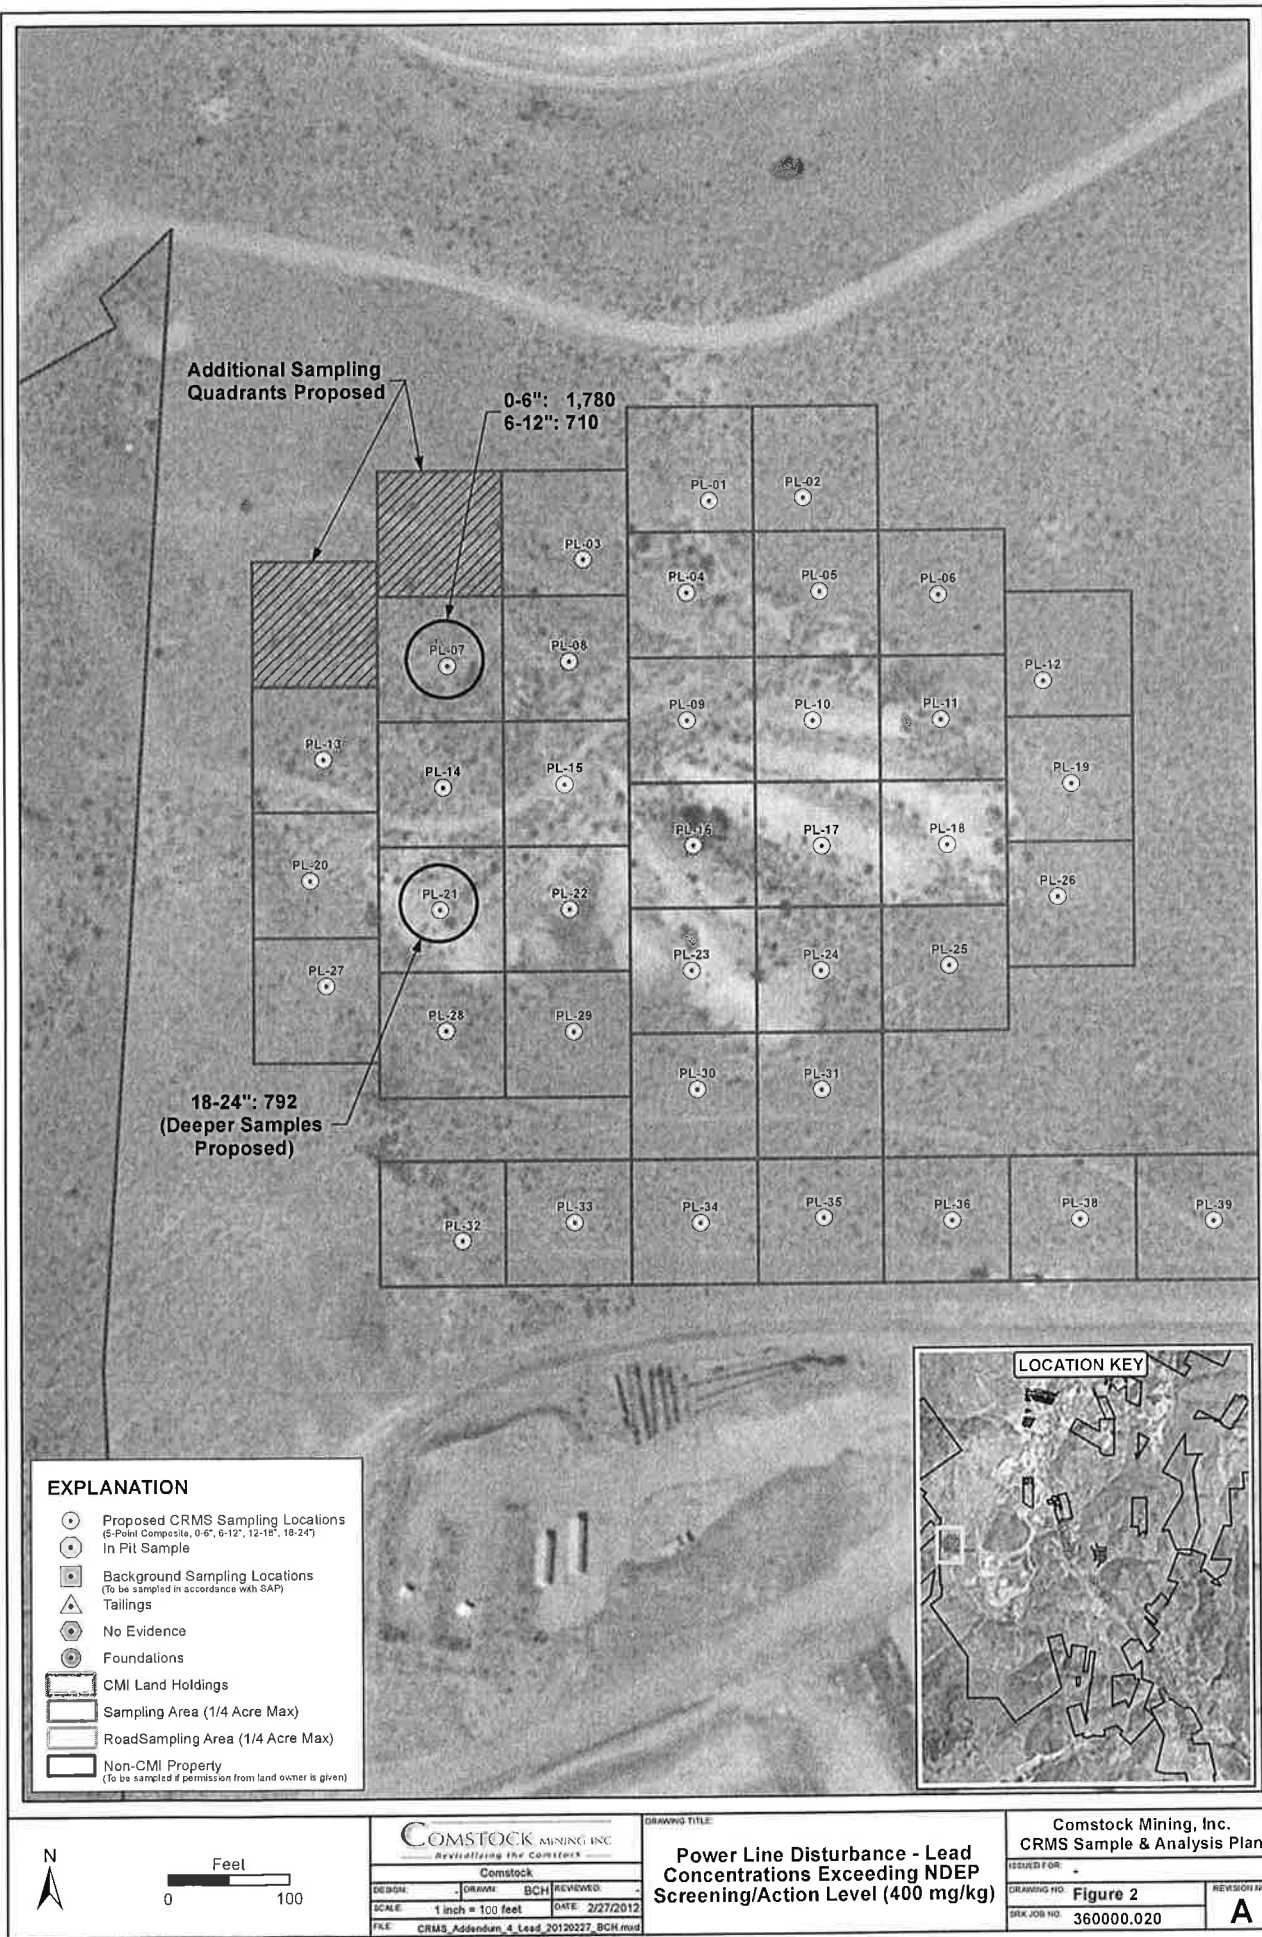 Additional Sampling
Quadrants Proposed
0-6": 1,780
6-12": 710
PL-01
PL-02
PL-03
PL-04
PL-05
PL-06
PL-07
PL-08
PL-09
PL-10
PL-11
PL-12
PL-13
PL-14
PL-15
PL-16
PL-17
PL-18
PL-19
PL-20
PL-21
PL-22
PL-23
PL-24
PL-25
PL-26
PL-27
PL-28
PL-29
PL-30
PL-31
18-24": 792
(Deeper Samples
Proposed)
PL-32
PL-33
PL-34
PL-35
PL-36
PL-38
PL-39
LOCATION KEY
EXPLANATION
Proposed CRMS Sampling Locations
(5-Point Composite, 0-6", 6-12", 12-18", 18-24")
In Pit Sample
Background Sampling Locations
(To be sampled in accordance with SAP)
Tailings
No Evidence
Foundations
CMI Land Holdings
Sampling Area (1/4 Acre Max)
RoadSampling Area (1/4 Acre Max)
Non-CMI Property
(To be sampled if permission from land owner is given)
N
Feet
0 100
COMSTOCK MINING INC
Revitalizing the Comstock
Comstock
DESIGN: - DRAWN: BCH REVIEWED: -
SCALE: 1 inch = 100 feet DATE: 2/27/2012
FILE: CRMS_Addendum_4_Lead_20120227_BCH.mxd
DRAWING TITLE:
Power Line Disturbance - Lead
Concentrations Exceeding NDEP
Screening/Action Level (400 mg/kg)
Comstock Mining, Inc.
CRMS Sample & Analysis Plan
ISSUED FOR: -
DRAWING NO. Figure 2
REVISION N
SRK JOB NO. 360000.020
A